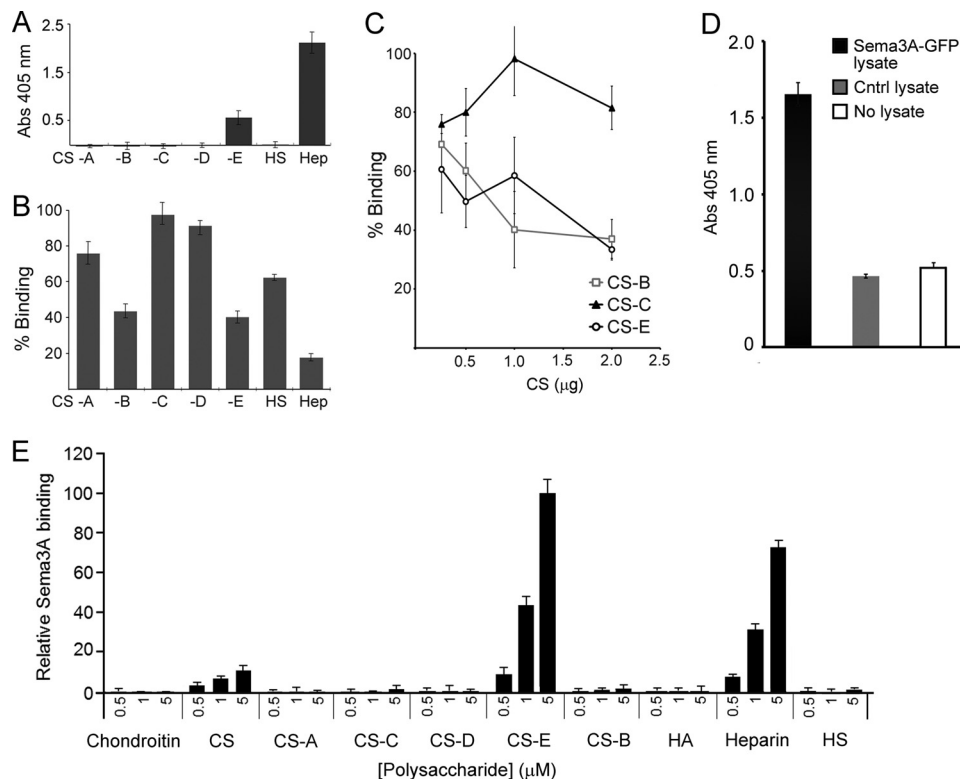 A
Abs 405 nm
2.5
1.5
0.5
CS -A -B -C -D -E HS Hep
B
% Binding
100
80
60
40
20
CS -A -B -C -D -E HS Hep
C
% Binding
100
80
60
40
20
CS-B
CS-C
CS-E
0.5 1.0 1.5 2.0 2.5
CS (μg)
D
Abs 405 nm
2.0
1.5
1.0
0.5
0
Sema3A-GFP
lysate
Cntrl lysate
No lysate
E
Relative Sema3A binding
120
100
80
60
40
20
0
0.5 1 5 0.5 1 5 0.5 1 5 0.5 1 5 0.5 1 5 0.5 1 5 0.5 1 5 0.5 1 5 0.5 1 5 0.5 1 5
Chondroitin CS CS-A CS-C CS-D CS-E CS-B HA Heparin HS
[Polysaccharide] (μM)